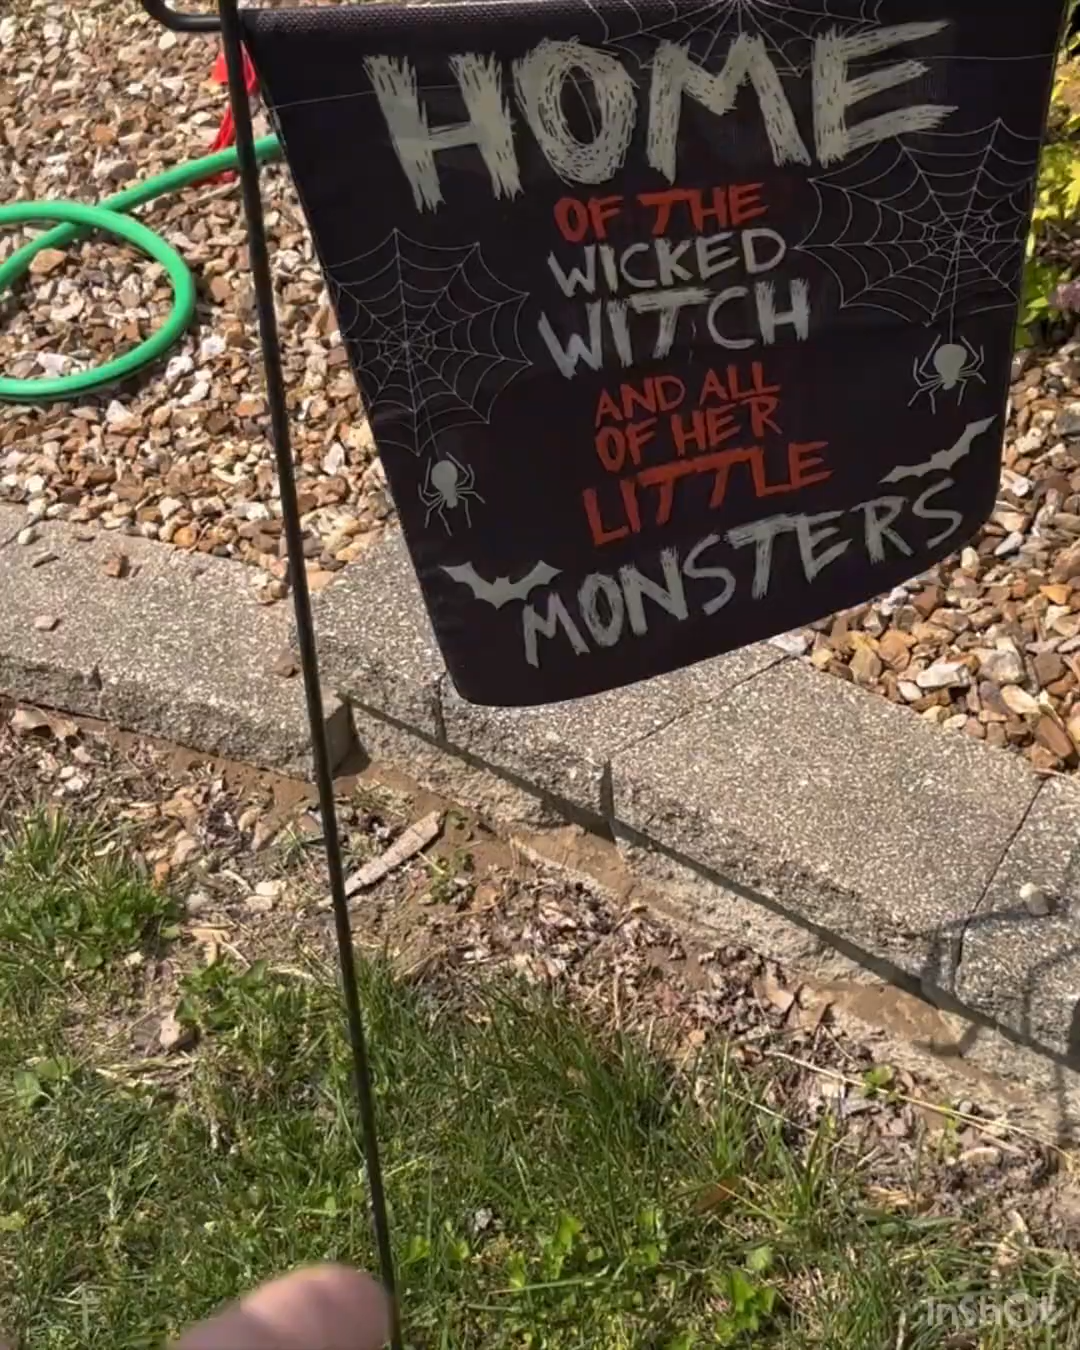 HOME
OF THE
WICKED
WITCH
AND ALL
OF HER
LITTLE
MONSTERS
InShOt